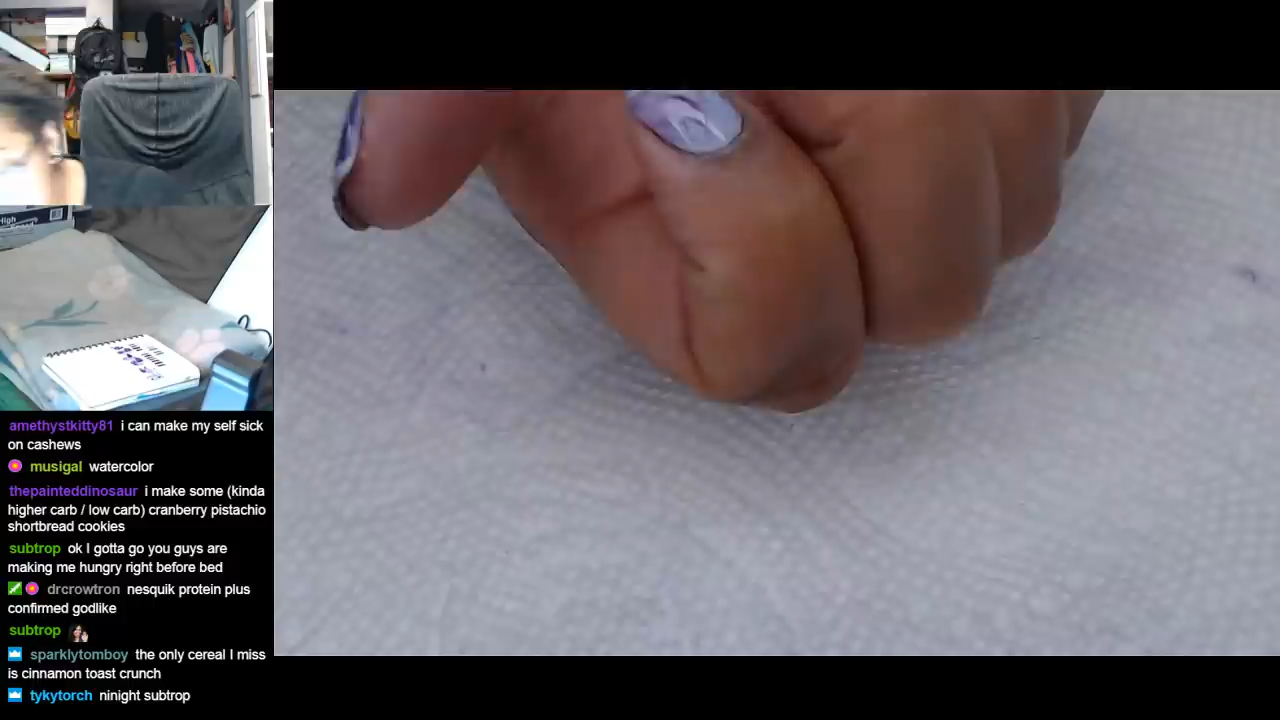 High
amethystkitty81 i can make my self sick
on cashews
musigal watercolor
thepainteddinosaur i make some (kinda
higher carb / low carb) cranberry pistachio
shortbread cookies
subtrop ok I gotta go you guys are
making me hungry right before bed
drcrowtron nesquik protein plus
confirmed godlike
subtrop
sparklytomboy the only cereal I miss
is cinnamon toast crunch
tykytorch ninight subtrop